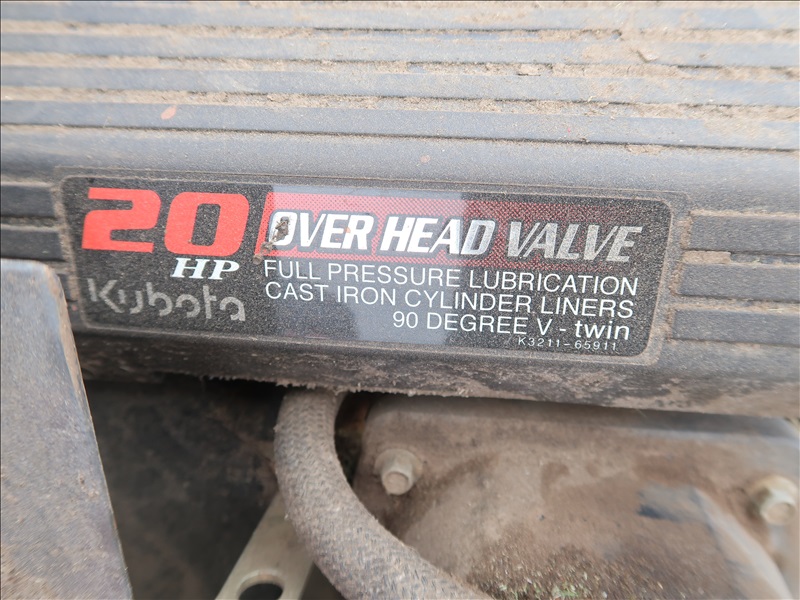 20 HP
OVER HEAD VALVE
Kubota
FULL PRESSURE LUBRICATION
CAST IRON CYLINDER LINERS
90 DEGREE V - twin
K3211-65911